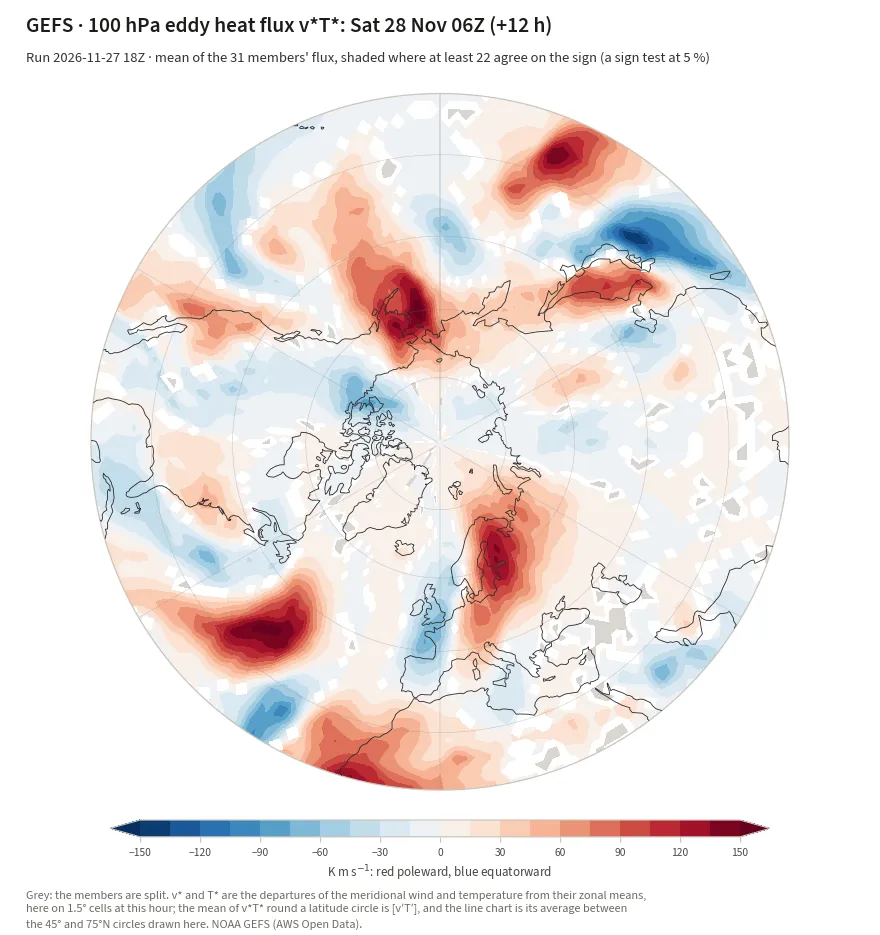 GEFS · 100 hPa eddy heat flux v*T*: Sat 28 Nov 06Z (+12 h)
Run 2026-11-27 18Z · mean of the 31 members' flux, shaded where at least 22 agree on the sign (a sign test at 5 %)
−150 −120 −90 −60 −30 0 30 60 90 120 150
K m s⁻¹: red poleward, blue equatorward
Grey: the members are split. v* and T* are the departures of the meridional wind and temperature from their zonal means,
here on 1.5° cells at this hour; the mean of v*T* round a latitude circle is [v'T'], and the line chart is its average between
the 45° and 75°N circles drawn here. NOAA GEFS (AWS Open Data).